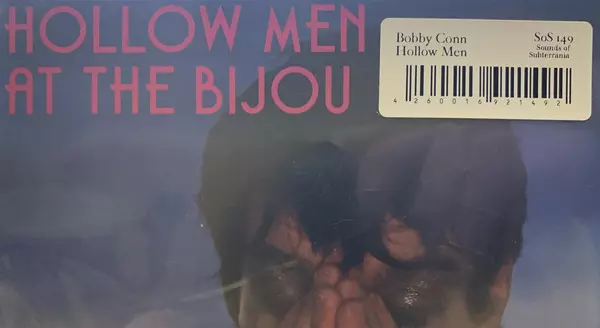 HOLLOW MEN
AT THE BIJOU
Bobby Conn
Hollow Men
SoS 149
Sounds of
Subterrania
4 260016 921492